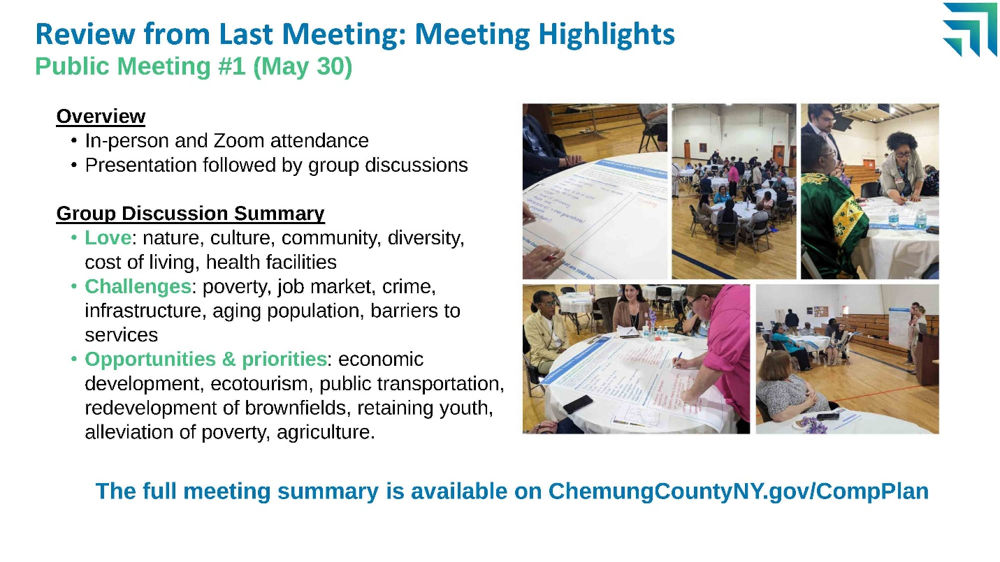 Review from Last Meeting: Meeting Highlights
Public Meeting #1 (May 30)
Overview
• In-person and Zoom attendance
• Presentation followed by group discussions
Group Discussion Summary
• Love: nature, culture, community, diversity,
cost of living, health facilities
• Challenges: poverty, job market, crime,
infrastructure, aging population, barriers to
services
• Opportunities & priorities: economic
development, ecotourism, public transportation,
redevelopment of brownfields, retaining youth,
alleviation of poverty, agriculture.
CHEMUNG COUNTY
The full meeting summary is available on ChemungCountyNY.gov/CompPlan